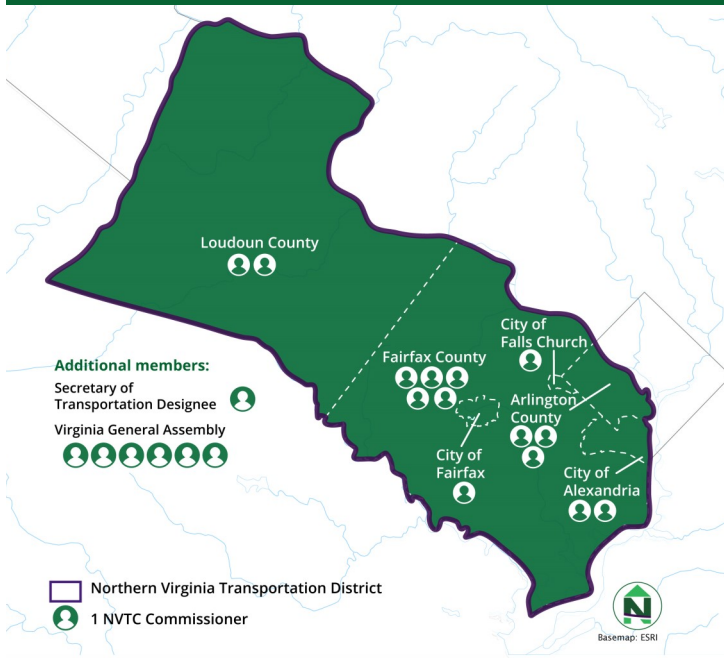 Loudoun County
City of
Falls Church
Fairfax County
Arlington
County
City of
Fairfax
City of
Alexandria
Additional members:
Secretary of
Transportation Designee
Virginia General Assembly
Northern Virginia Transportation District
1 NVTC Commissioner
N
Basemap: ESRI